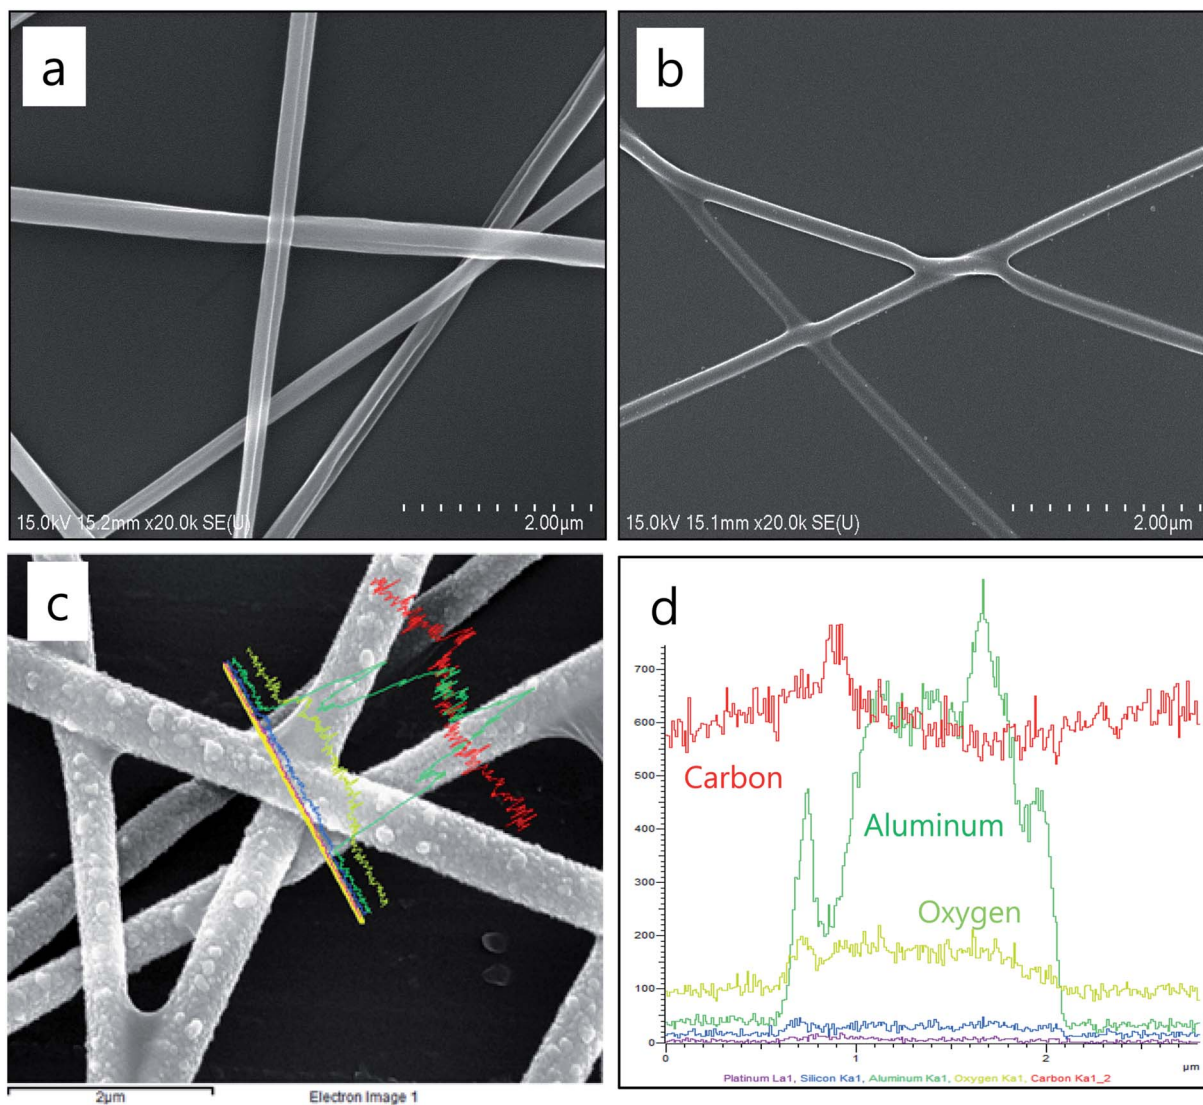 a
15.0kV 15.2mm x20.0k SE(U)
2.00µm
b
15.0kV 15.1mm x20.0k SE(U)
2.00µm
c
2µm
Electron Image 1
d
700
600
500
400
300
200
100
0
Carbon
Aluminum
Oxygen
0
1
2
µm
Platinum La1, Silicon Ka1, Aluminum Ka1, Oxygen Ka1, Carbon Ka1_2